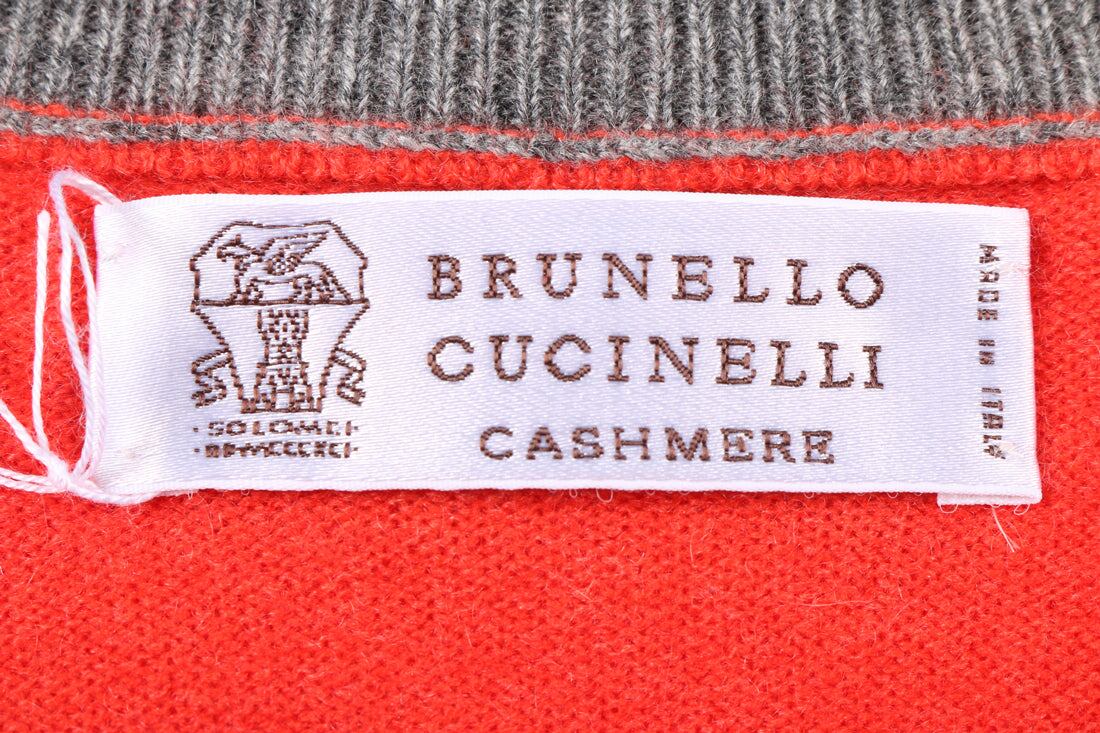 BRUNELLO
CUCINELLI
CASHMERE
MADE IN ITALY
· SOLOMEI ·